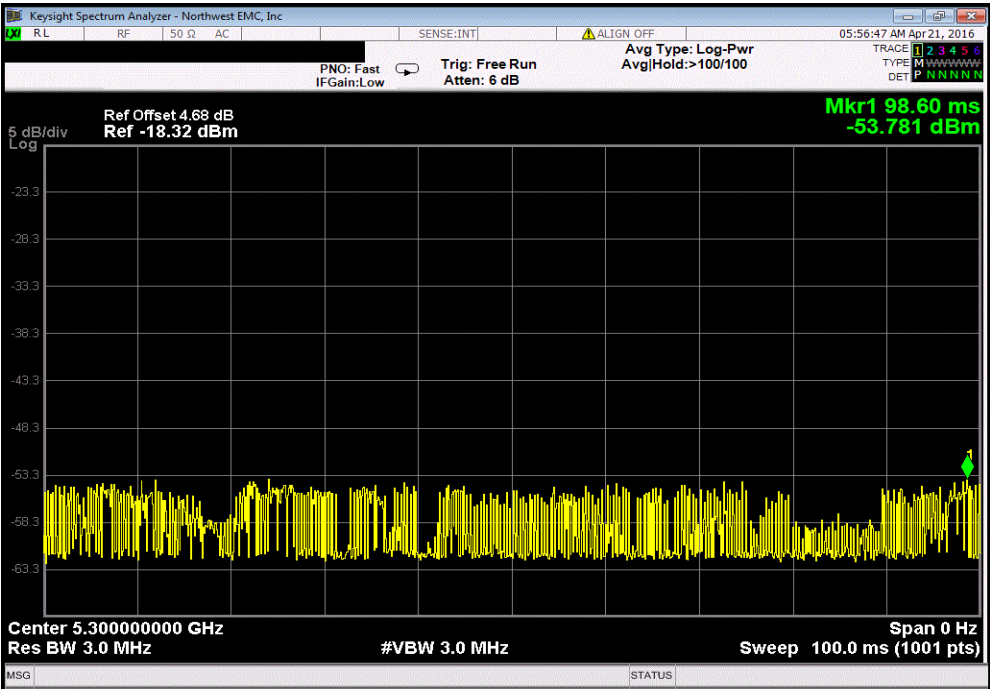 Keysight Spectrum Analyzer - Northwest EMC, Inc
LXI RL RF 50 Ω AC SENSE:INT ALIGN OFF 05:56:47 AM Apr 21, 2016
PNO: Fast
IFGain:Low
Trig: Free Run
Atten: 6 dB
Avg Type: Log-Pwr
Avg|Hold:>100/100
TRACE 1 2 3 4 5 6
TYPE M W W W W W
DET P N N N N N
Mkr1 98.60 ms
-53.781 dBm
Ref Offset 4.68 dB
5 dB/div Ref -18.32 dBm
Log
-23.3
-28.3
-33.3
-38.3
-43.3
-48.3
1
-53.3
-58.3
-63.3
Center 5.300000000 GHz Span 0 Hz
Res BW 3.0 MHz #VBW 3.0 MHz Sweep 100.0 ms (1001 pts)
MSG STATUS